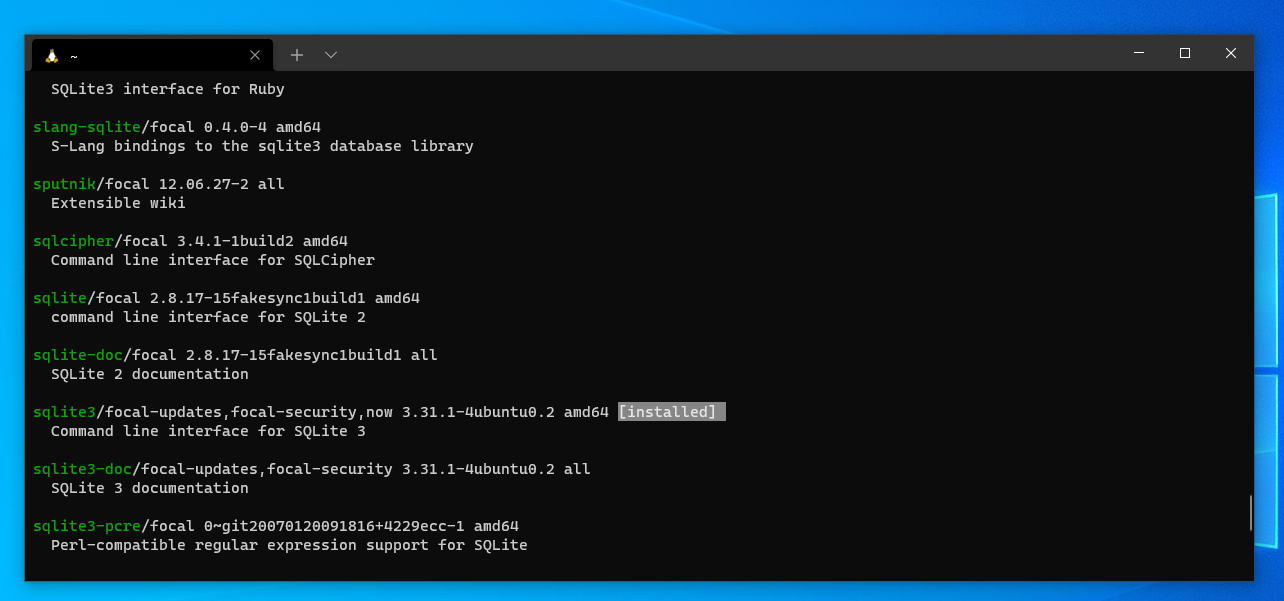 ~
SQLite3 interface for Ruby
slang-sqlite/focal 0.4.0-4 amd64
S-Lang bindings to the sqlite3 database library
sputnik/focal 12.06.27-2 all
Extensible wiki
sqlcipher/focal 3.4.1-1build2 amd64
Command line interface for SQLCipher
sqlite/focal 2.8.17-15fakesync1build1 amd64
command line interface for SQLite 2
sqlite-doc/focal 2.8.17-15fakesync1build1 all
SQLite 2 documentation
sqlite3/focal-updates,focal-security,now 3.31.1-4ubuntu0.2 amd64 [installed]
Command line interface for SQLite 3
sqlite3-doc/focal-updates,focal-security 3.31.1-4ubuntu0.2 all
SQLite 3 documentation
sqlite3-pcre/focal 0~git20070120091816+4229ecc-1 amd64
Perl-compatible regular expression support for SQLite